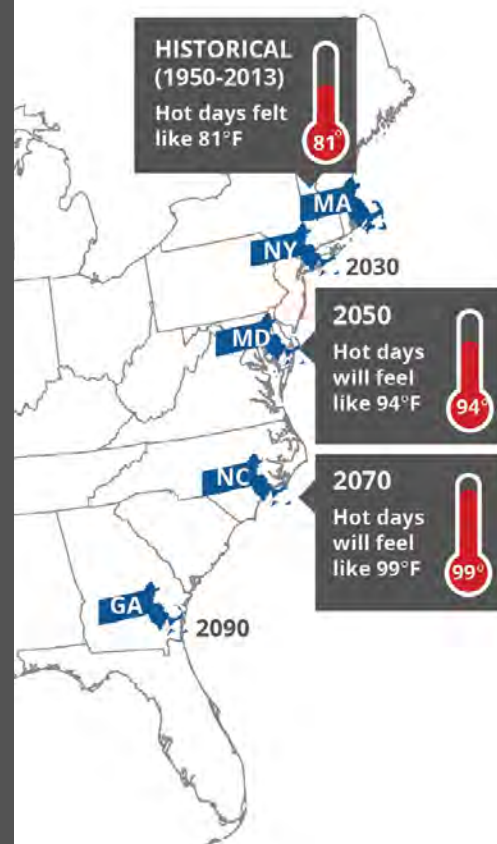 HISTORICAL
(1950-2013)
Hot days felt
like 81°F
81°
MA
NY
2030
MD
2050
Hot days
will feel
like 94°F
94°
NC
2070
Hot days
will feel
like 99°F
99°
GA
2090